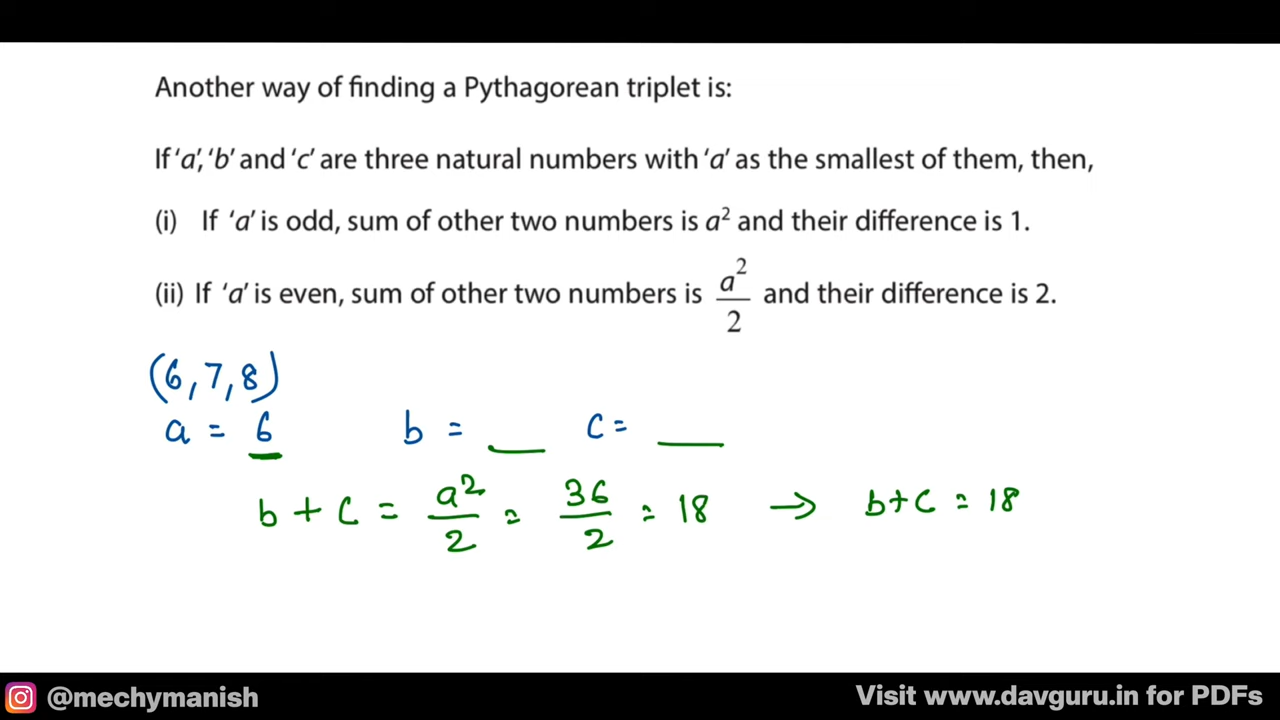 Another way of finding a Pythagorean triplet is:
If ‘a’, ‘b’ and ‘c’ are three natural numbers with ‘a’ as the smallest of them, then,
(i) If ‘a’ is odd, sum of other two numbers is a² and their difference is 1.
(ii) If ‘a’ is even, sum of other two numbers is a²/2 and their difference is 2.
(6,7,8)
a = 6 b = __ c = __
b + c = a²/2 = 36/2 = 18 → b+c = 18
@mechymanish Visit www.davguru.in for PDFs